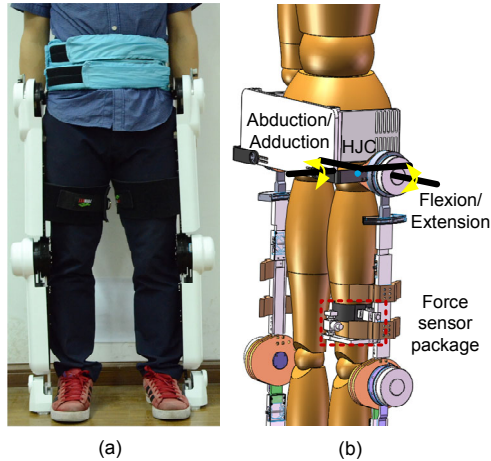 Abduction/
Adduction
HJC
Flexion/
Extension
Force
sensor
package
(a)
(b)